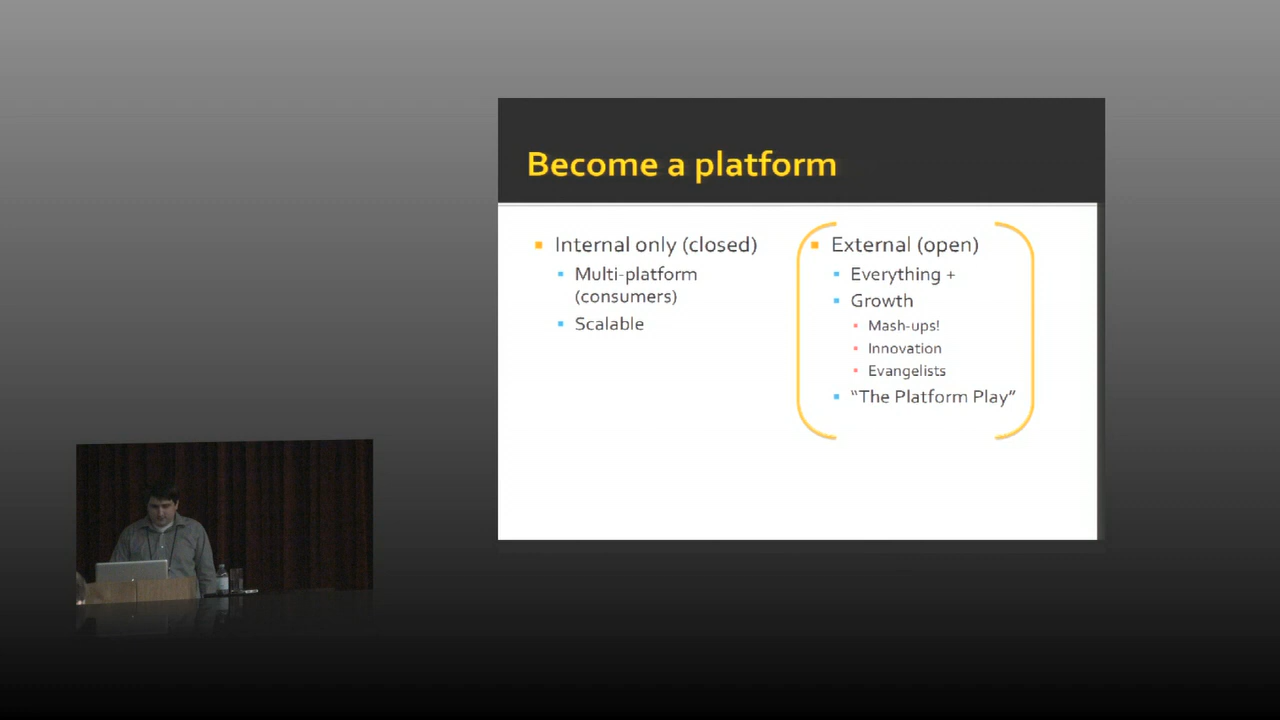 Become a platform
Internal only (closed)
Multi-platform
(consumers)
Scalable
External (open)
Everything +
Growth
Mash-ups!
Innovation
Evangelists
“The Platform Play”